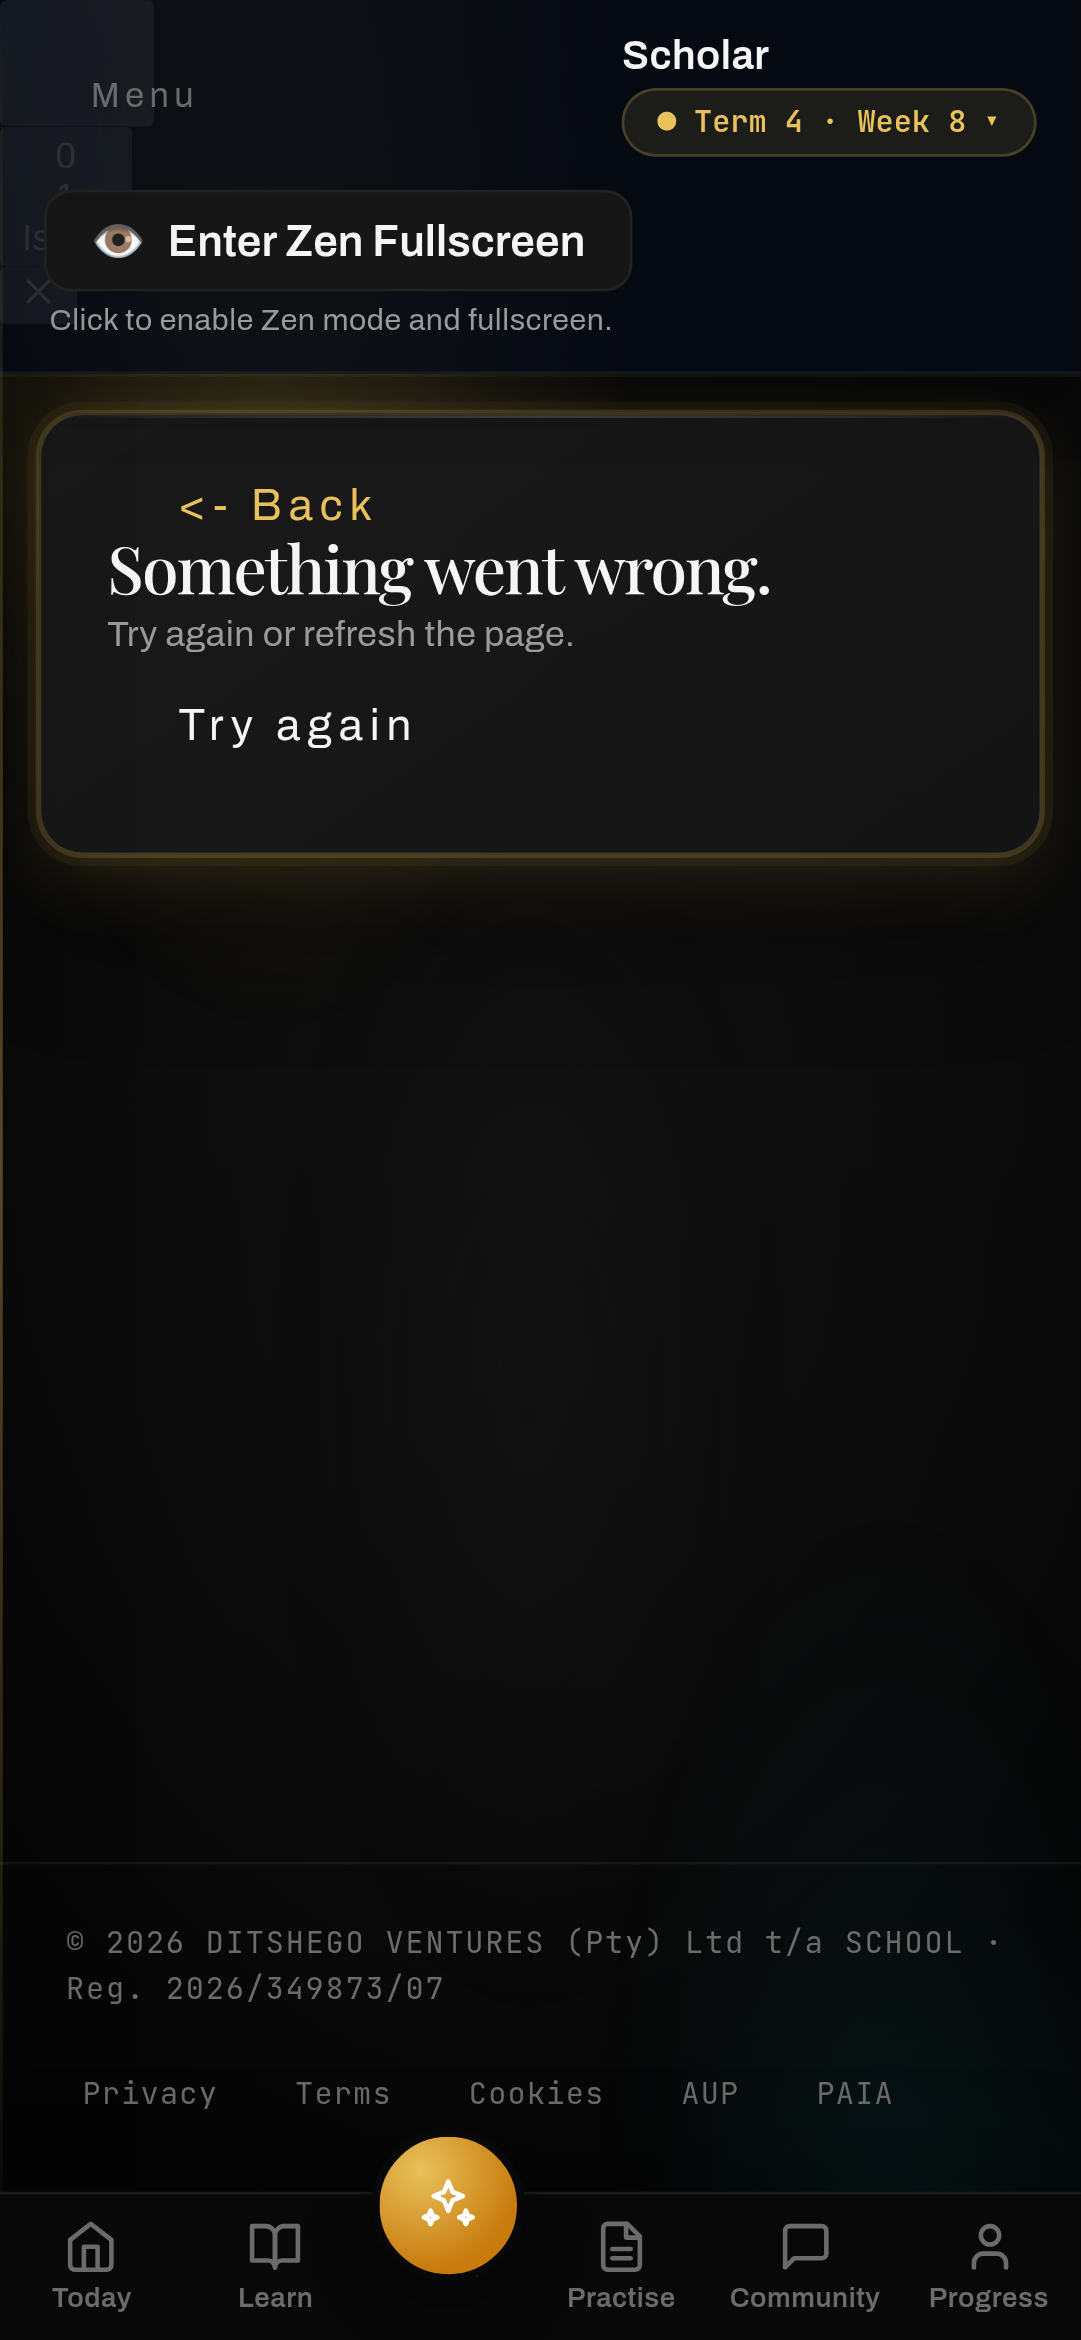 Scholar
Menu
Term 4 · Week 8 ▾
0
Enter Zen Fullscreen
Click to enable Zen mode and fullscreen.
<- Back
Something went wrong.
Try again or refresh the page.
Try again
© 2026 DITSHEGO VENTURES (Pty) Ltd t/a SCHOOL ·
Reg. 2026/349873/07
Privacy Terms Cookies AUP PAIA
Today Learn Practise Community Progress